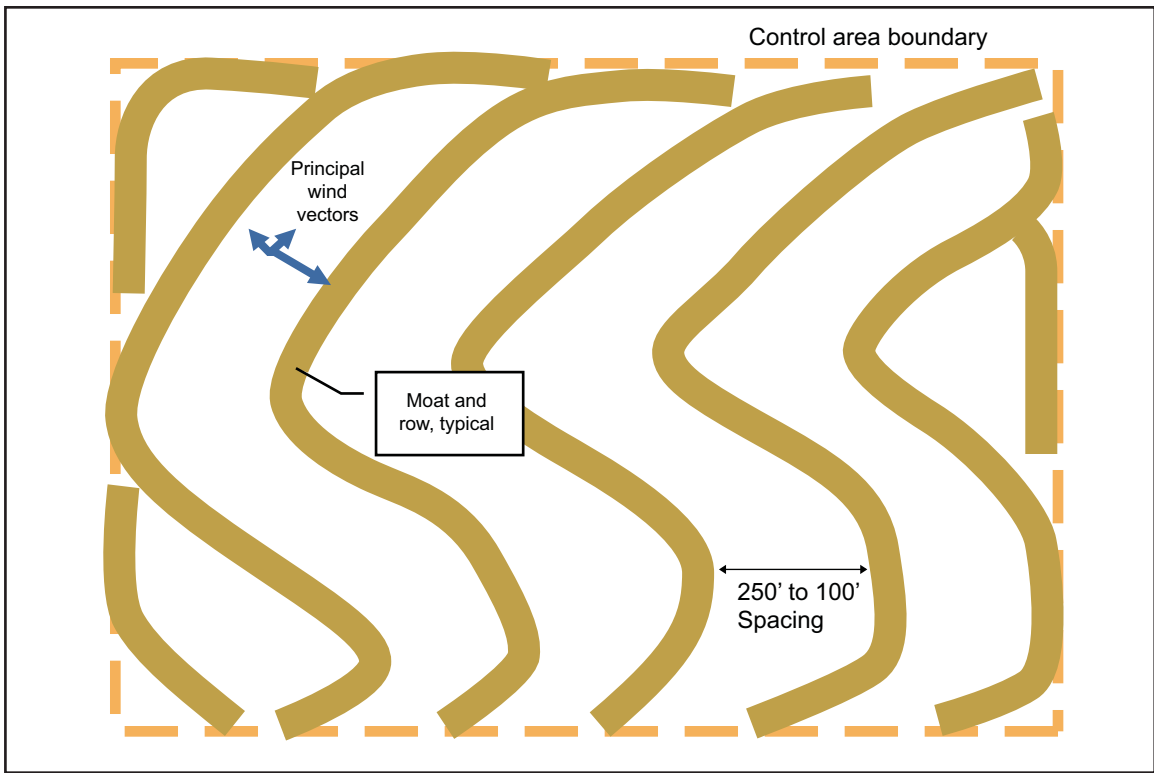 Control area boundary
Principal
wind
vectors
Moat and
row, typical
250’ to 100’
Spacing